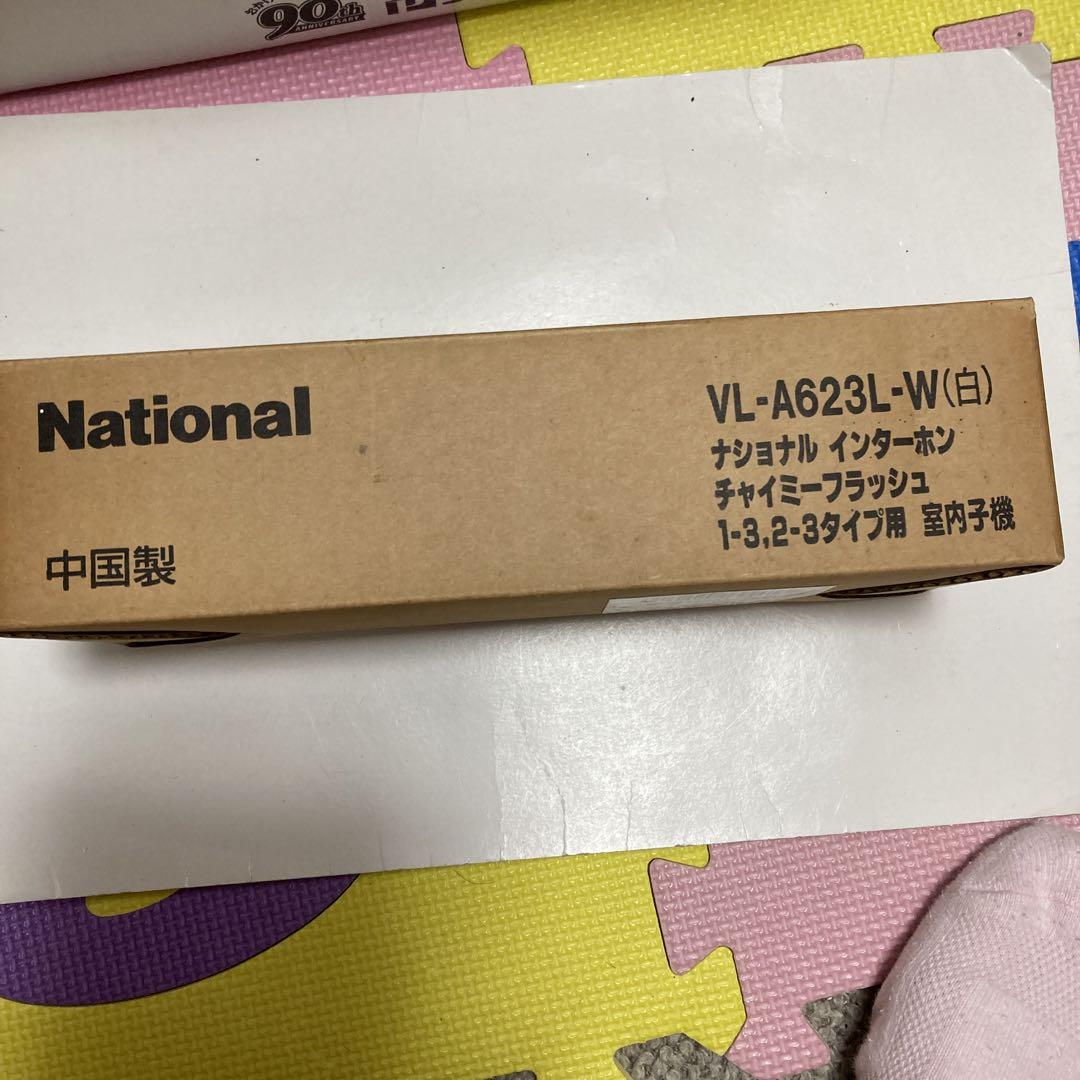 90th
ANNIVERSARY
National
中国製
VL-A623L-W(白)
ナショナル インターホン
チャイミーフラッシュ
1-3,2-3タイプ用 室内子機